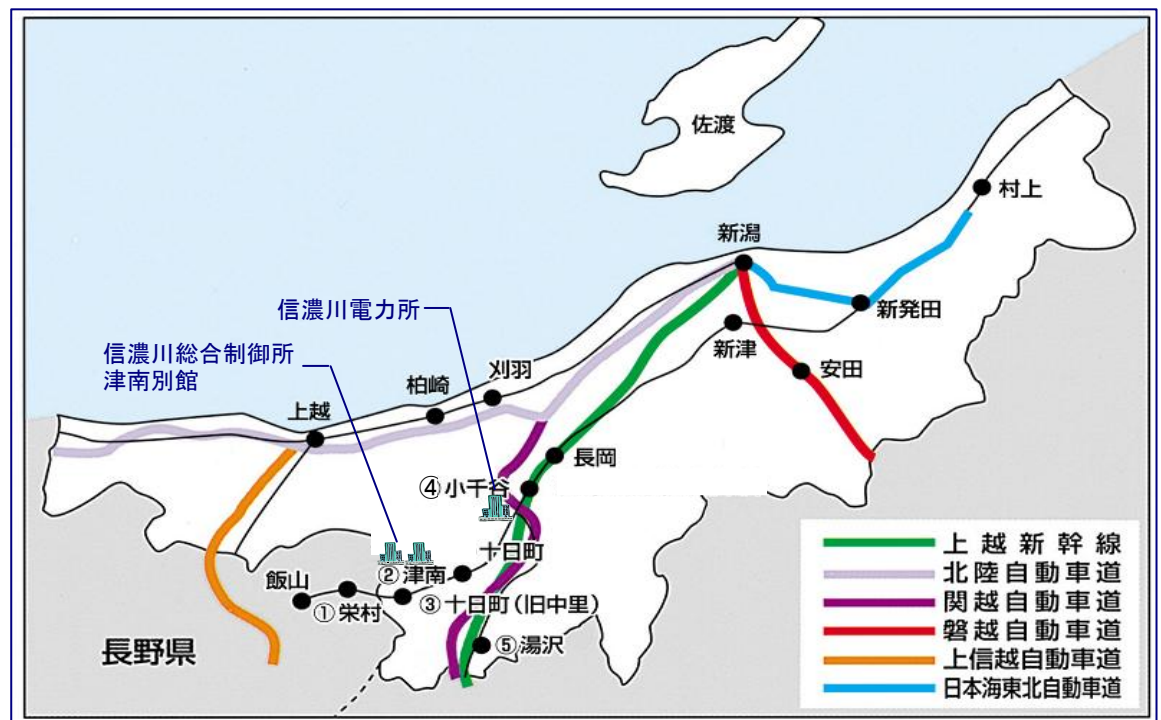 佐渡
村上
新潟
信濃川電力所
新発田
新津
信濃川総合制御所
津南別館
刈羽
安田
柏崎
上越
長岡
④小千谷
十日町
②津南
飯山
①栄村
③十日町(旧中里)
⑤湯沢
長野県
上越新幹線
北陸自動車道
関越自動車道
磐越自動車道
上信越自動車道
日本海東北自動車道